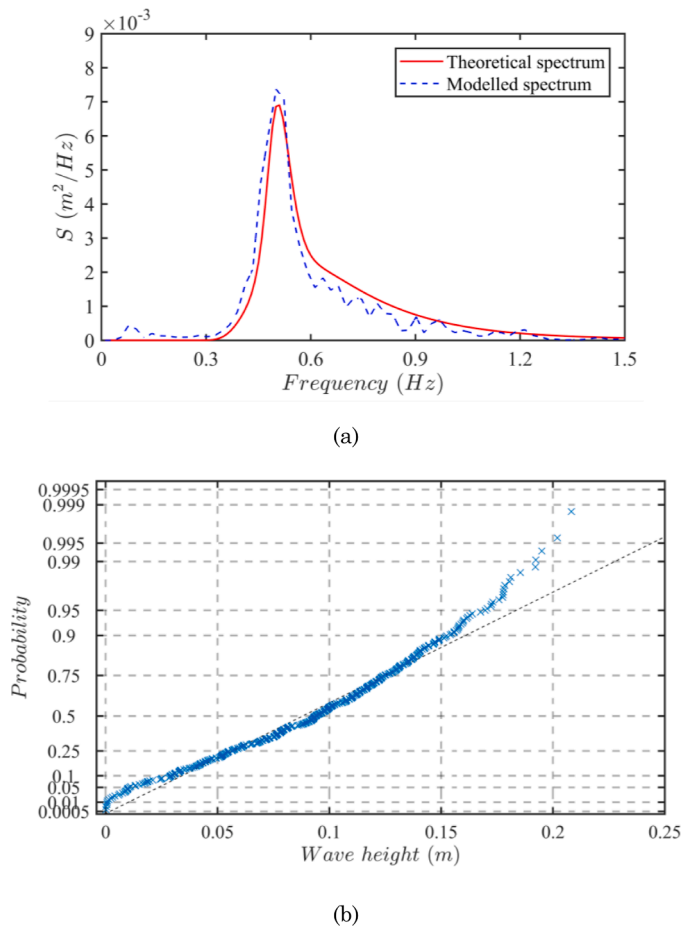 ×10⁻³
9
8
7
6
5
4
3
2
1
0
S (m²/Hz)
Theoretical spectrum
Modelled spectrum
0 0.3 0.6 0.9 1.2 1.5
Frequency (Hz)
(a)
0.9995
0.999
0.995
0.99
0.95
0.9
0.75
0.5
0.25
0.1
0.05
0.01
0.0005
Probability
0 0.05 0.1 0.15 0.2 0.25
Wave height (m)
(b)